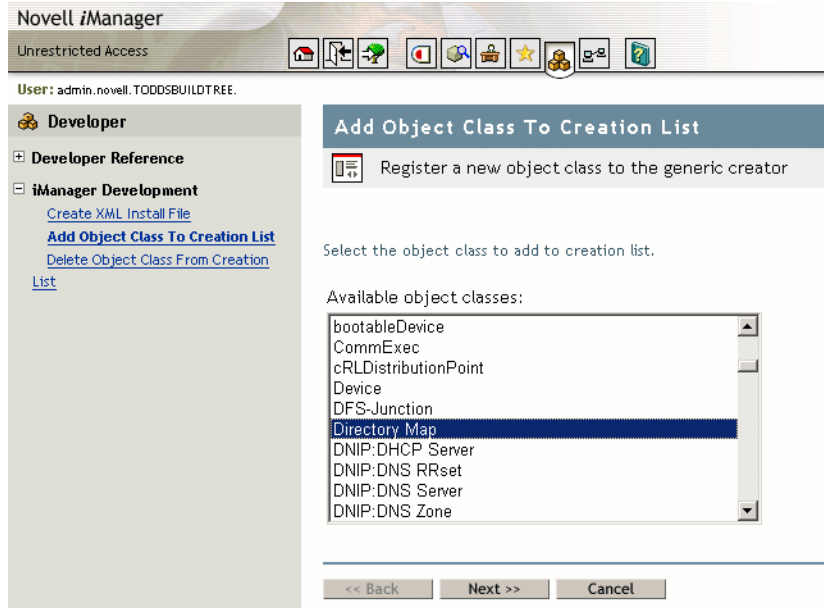 Novell iManager
Unrestricted Access
User: admin.novell.TODDSBUILDTREE.
Developer
Developer Reference
iManager Development
Create XML Install File
Add Object Class To Creation List
Delete Object Class From Creation
List
Add Object Class To Creation List
Register a new object class to the generic creator
Select the object class to add to creation list.
Available object classes:
bootableDevice
CommExec
cRLDistributionPoint
Device
DFS-Junction
Directory Map
DNIP:DHCP Server
DNIP:DNS RRset
DNIP:DNS Server
DNIP:DNS Zone
<< Back
Next >>
Cancel